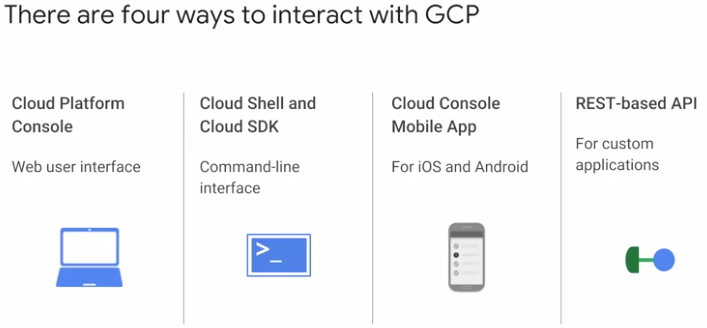 There are four ways to interact with GCP
Cloud Platform
Console
Web user interface
Cloud Shell and
Cloud SDK
Command-line
interface
>_
Cloud Console
Mobile App
For iOS and Android
REST-based API
For custom
applications